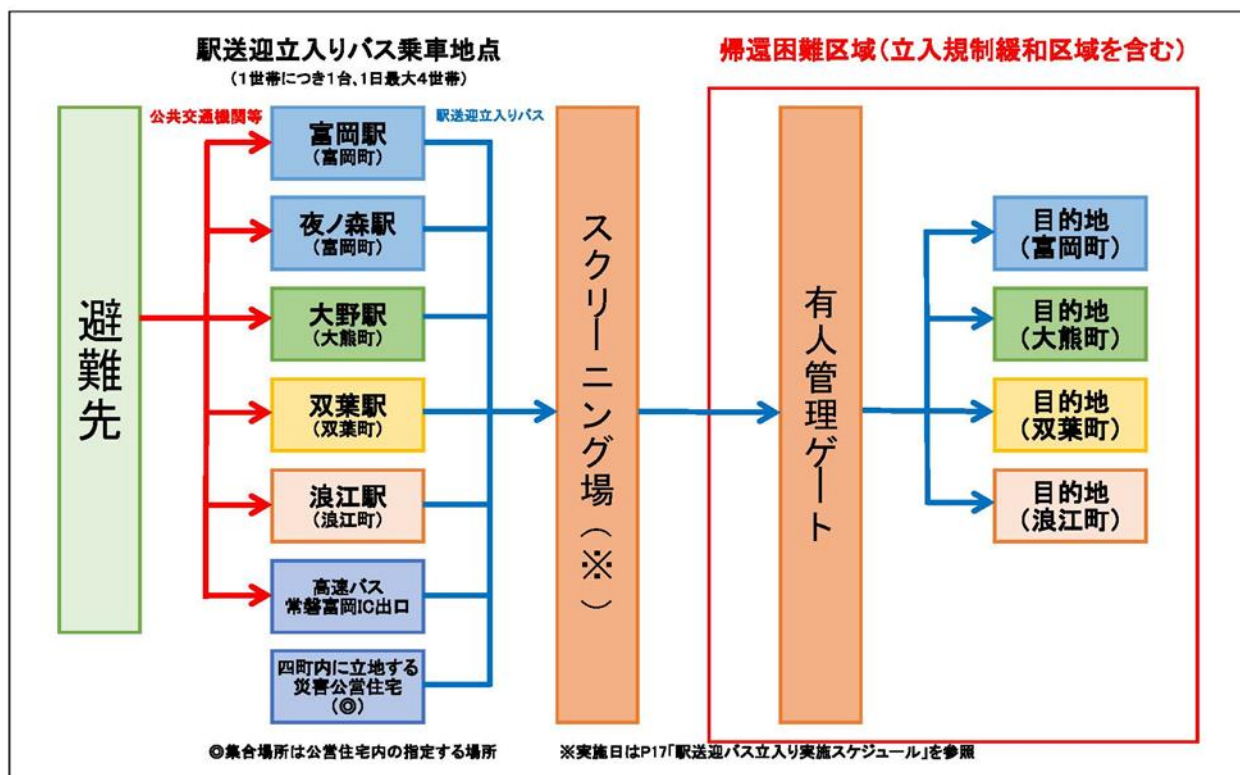 駅送迎立入りバス乗車地点
(1世帯につき1台、1日最大4世帯)
帰還困難区域(立入規制緩和区域を含む)
公共交通機関等
駅送迎立入りバス
避難先
富岡駅
(富岡町)
夜ノ森駅
(富岡町)
大野駅
(大熊町)
双葉駅
(双葉町)
浪江駅
(浪江町)
高速バス
常磐富岡IC出口
四町内に立地する
災害公営住宅
(◎)
スクリーニング場(※)
有人管理ゲート
目的地
(富岡町)
目的地
(大熊町)
目的地
(双葉町)
目的地
(浪江町)
◎集合場所は公営住宅内の指定する場所
※実施日はP17「駅送迎バス立入り実施スケジュール」を参照